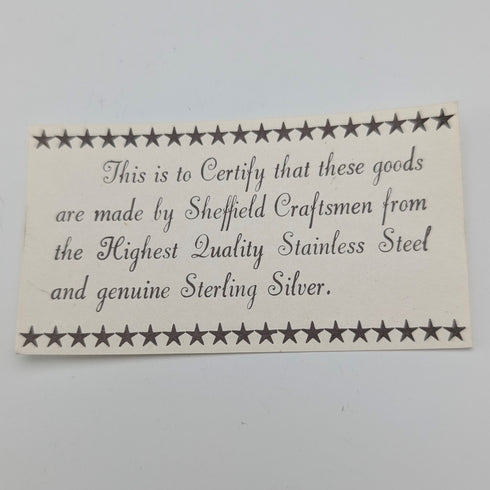 This is to Certify that these goods
are made by Sheffield Craftsmen from
the Highest Quality Stainless Steel
and genuine Sterling Silver.